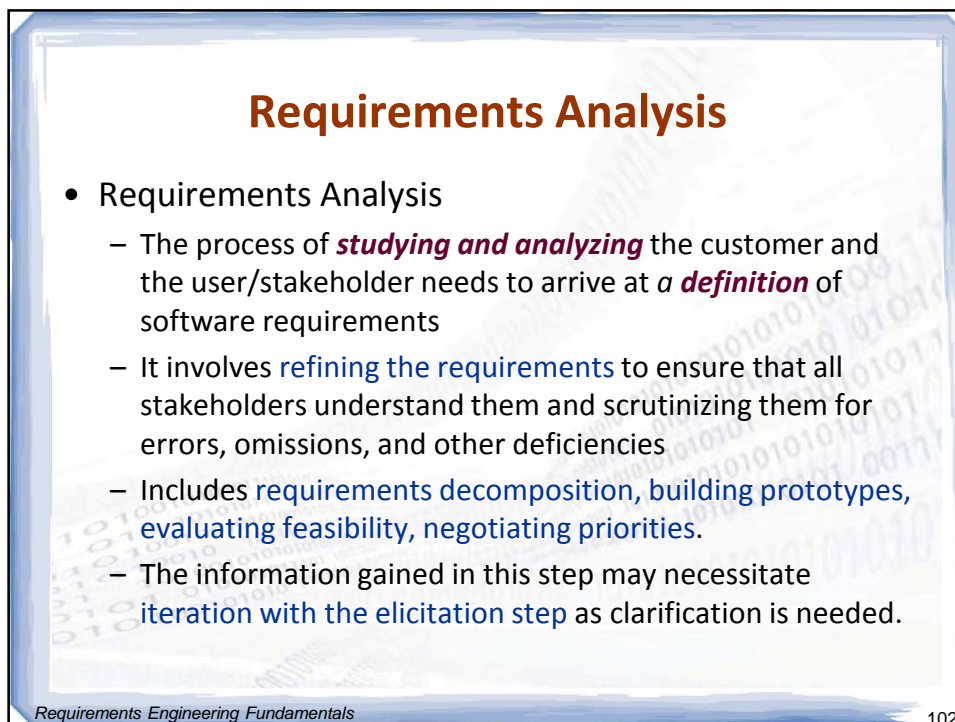 Requirements Analysis
• Requirements Analysis
– The process of studying and analyzing the customer and
the user/stakeholder needs to arrive at a definition of
software requirements
– It involves refining the requirements to ensure that all
stakeholders understand them and scrutinizing them for
errors, omissions, and other deficiencies
– Includes requirements decomposition, building prototypes,
evaluating feasibility, negotiating priorities.
– The information gained in this step may necessitate
iteration with the elicitation step as clarification is needed.
Requirements Engineering Fundamentals
102